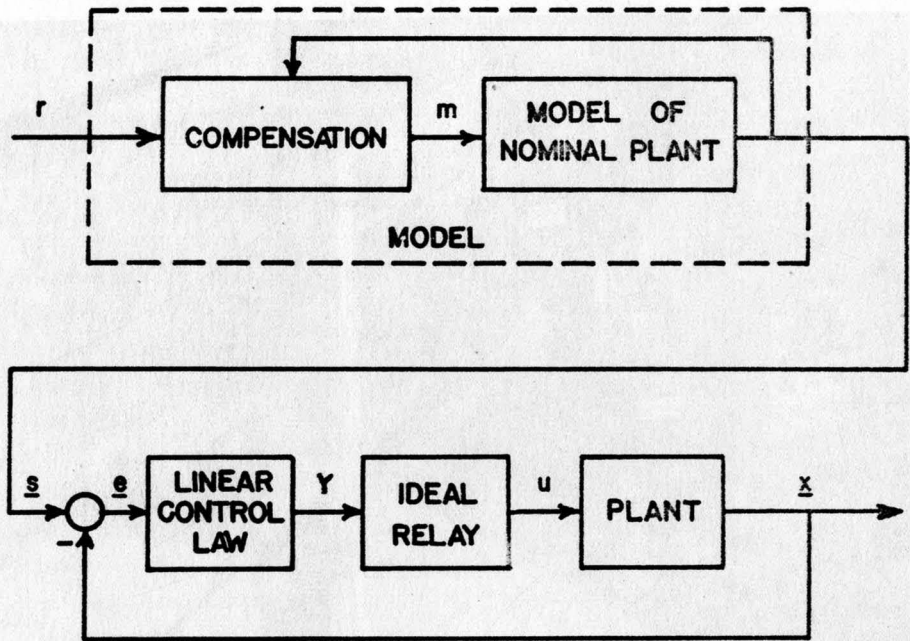 r
COMPENSATION
m
MODEL OF
NOMINAL PLANT
MODEL
s
-
e
LINEAR
CONTROL
LAW
γ
IDEAL
RELAY
u
PLANT
x